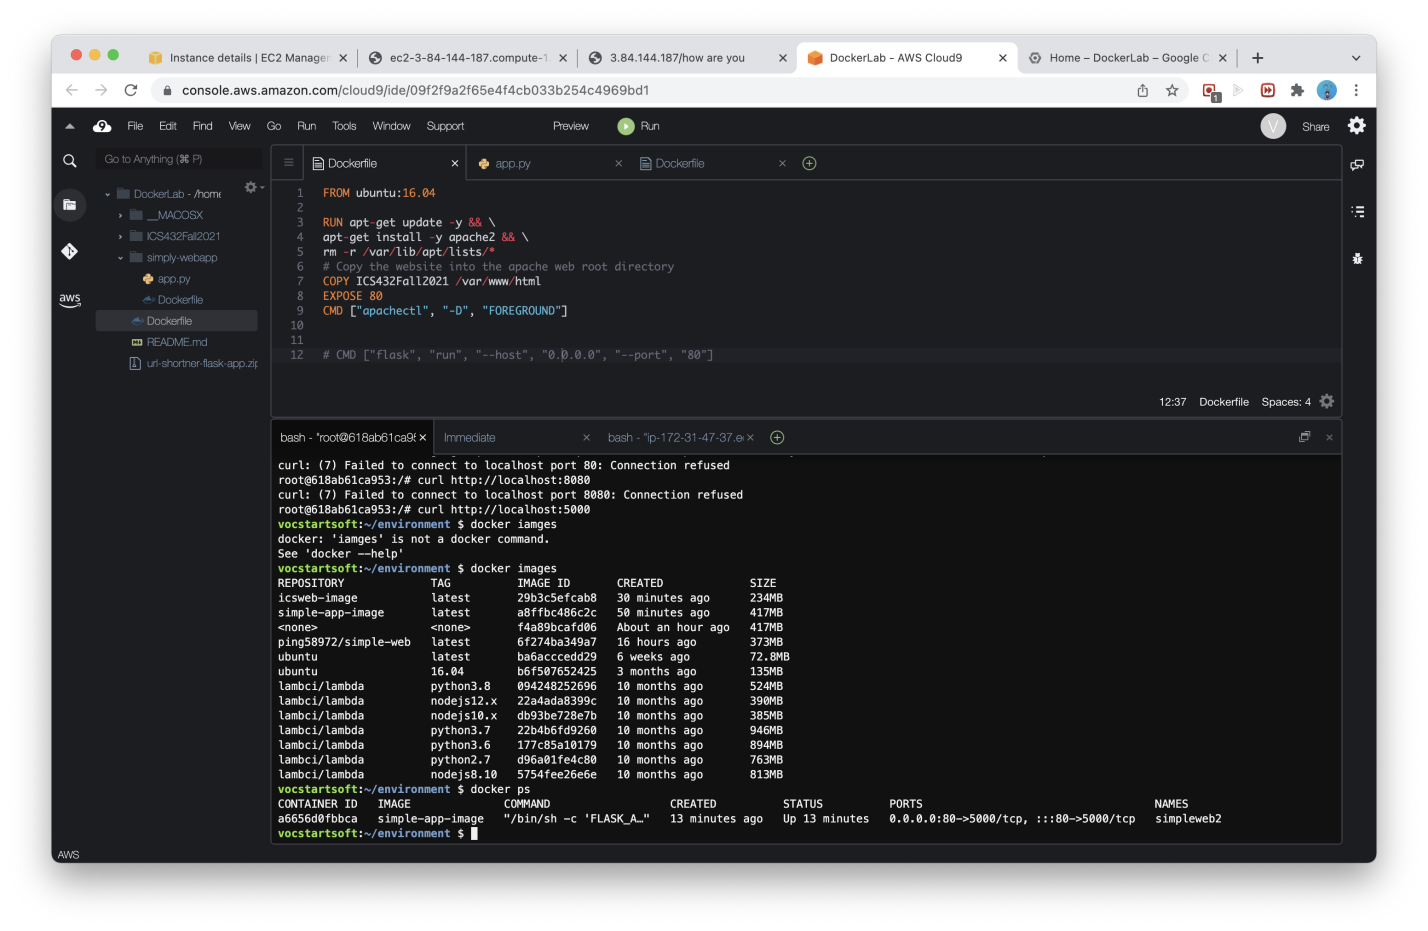 Instance details | EC2 Manager
ec2-3-84-144-187.compute-1
3.84.144.187/how are you
DockerLab - AWS Cloud9
Home – DockerLab – Google C
console.aws.amazon.com/cloud9/ide/09f2f9a2f65e4f4cb033b254c4969bd1
1
9 File Edit Find View Go Run Tools Window Support Preview Run V Share
Go to Anything (⌘ P)
DockerLab - /home
__MACOSX
ICS432Fall2021
simply-webapp
app.py
Dockerfile
Dockerfile
README.md
url-shortner-flask-app.zip
aws
Dockerfile
app.py
Dockerfile
1 FROM ubuntu:16.04
2
3 RUN apt-get update -y && \
4 apt-get install -y apache2 && \
5 rm -r /var/lib/apt/lists/*
6 # Copy the website into the apache web root directory
7 COPY ICS432Fall2021 /var/www/html
8 EXPOSE 80
9 CMD ["apachectl", "-D", "FOREGROUND"]
10
11
12 # CMD ["flask", "run", "--host", "0.0.0.0", "--port", "80"]
12:37 Dockerfile Spaces: 4
bash - "root@618ab61ca95
Immediate
bash - "ip-172-31-47-37.e
curl: (7) Failed to connect to localhost port 80: Connection refused
root@618ab61ca953:/# curl http://localhost:8080
curl: (7) Failed to connect to localhost port 8080: Connection refused
root@618ab61ca953:/# curl http://localhost:5000
vocstartsoft:~/environment $ docker iamges
docker: 'iamges' is not a docker command.
See 'docker --help'
vocstartsoft:~/environment $ docker images
REPOSITORY TAG IMAGE ID CREATED SIZE
icsweb-image latest 29b3c5efcab8 30 minutes ago 234MB
simple-app-image latest a8ffbc486c2c 50 minutes ago 417MB
<none> <none> f4a89bcafd06 About an hour ago 417MB
ping58972/simple-web latest 6f274ba349a7 16 hours ago 373MB
ubuntu latest ba6acccedd29 6 weeks ago 72.8MB
ubuntu 16.04 b6f507652425 3 months ago 135MB
lambci/lambda python3.8 094248252696 10 months ago 524MB
lambci/lambda nodejs12.x 22a4ada8399c 10 months ago 390MB
lambci/lambda nodejs10.x db93be728e7b 10 months ago 385MB
lambci/lambda python3.7 22b4b6fd9260 10 months ago 946MB
lambci/lambda python3.6 177c85a10179 10 months ago 894MB
lambci/lambda python2.7 d96a01fe4c80 10 months ago 763MB
lambci/lambda nodejs8.10 5754fee26e6e 10 months ago 813MB
vocstartsoft:~/environment $ docker ps
CONTAINER ID IMAGE COMMAND CREATED STATUS PORTS NAMES
a6656d0fbbca simple-app-image "/bin/sh -c 'FLASK_A…" 13 minutes ago Up 13 minutes 0.0.0.0:80->5000/tcp, :::80->5000/tcp simpleweb2
vocstartsoft:~/environment $
AWS